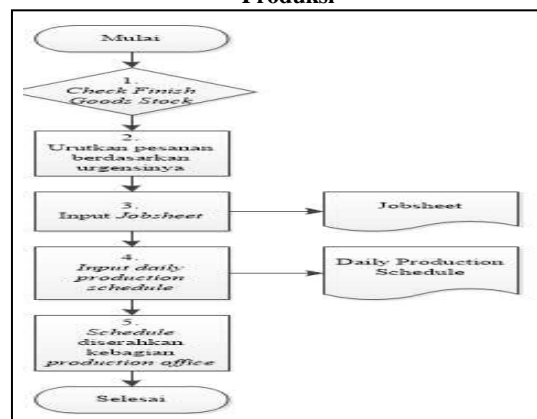 Produksi
Mulai
1.
Check Finish
Goods Stock
2.
Urutkan pesanan
berdasarkan
urgensinya
3.
Input Jobsheet
Jobsheet
4.
Input daily
production
schedule
Daily Production
Schedule
5.
Schedule
diserahkan
kebagian
production office
Selesai